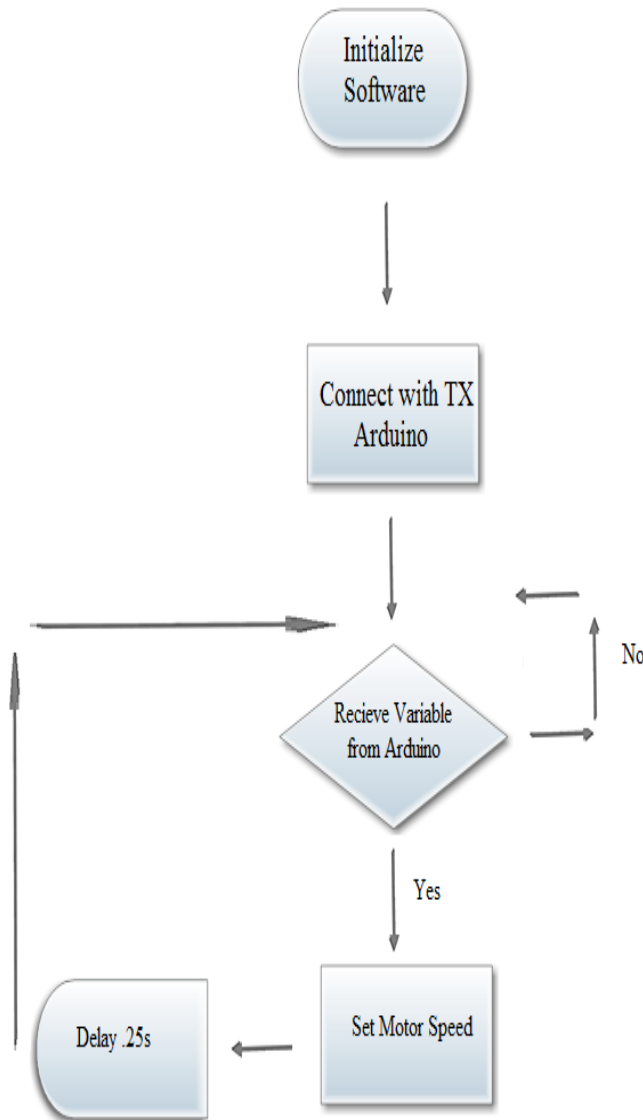 Initialize
Software
Connect with TX
Arduino
No
Recieve Variable
from Arduino
Yes
Set Motor Speed
Delay .25s